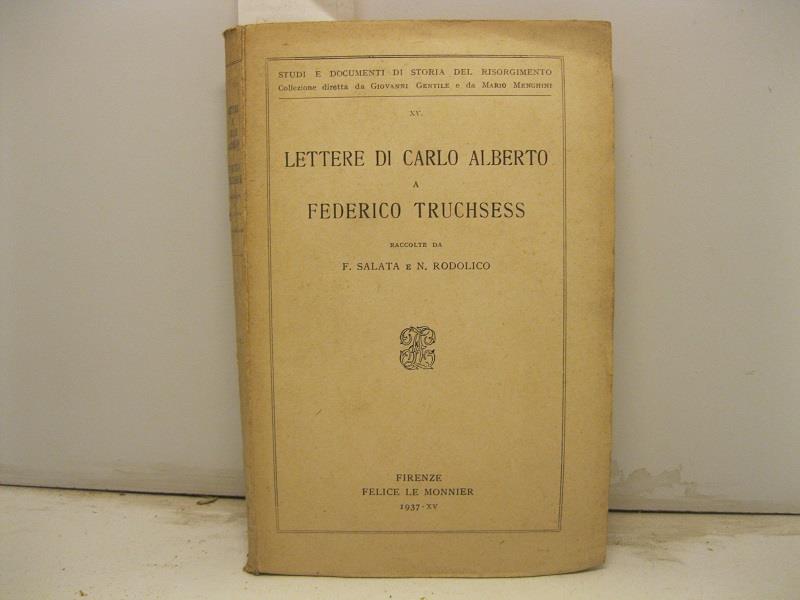 STUDI E DOCUMENTI DI STORIA DEL RISORGIMENTO
Collezione diretta da GIOVANNI GENTILE e da MARIO MENGHINI
XV.
LETTERE DI CARLO ALBERTO
A
FEDERICO TRUCHSESS
RACCOLTE DA
F. SALATA E N. RODOLICO
FIRENZE
FELICE LE MONNIER
1937-XV